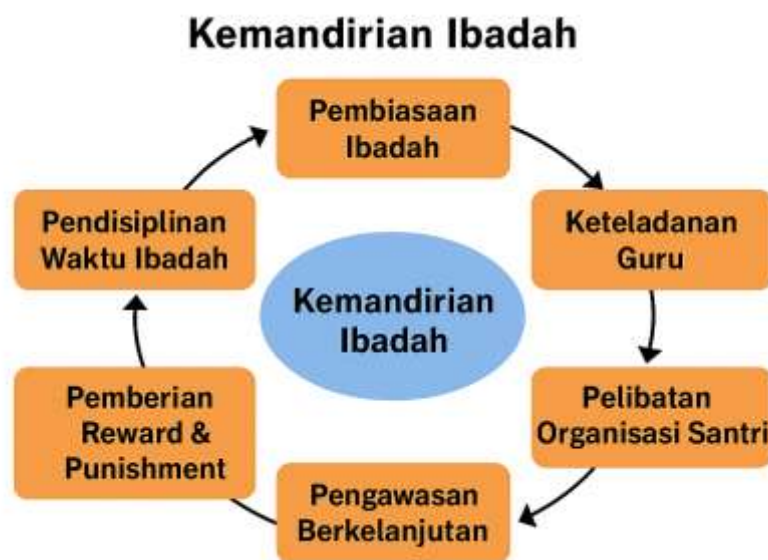 Kemandirian Ibadah
Pembiasaan
Ibadah
Keteladanan
Guru
Pelibatan
Organisasi Santri
Pengawasan
Berkelanjutan
Pemberian
Reward &
Punishment
Pendisiplinan
Waktu Ibadah
Kemandirian
Ibadah